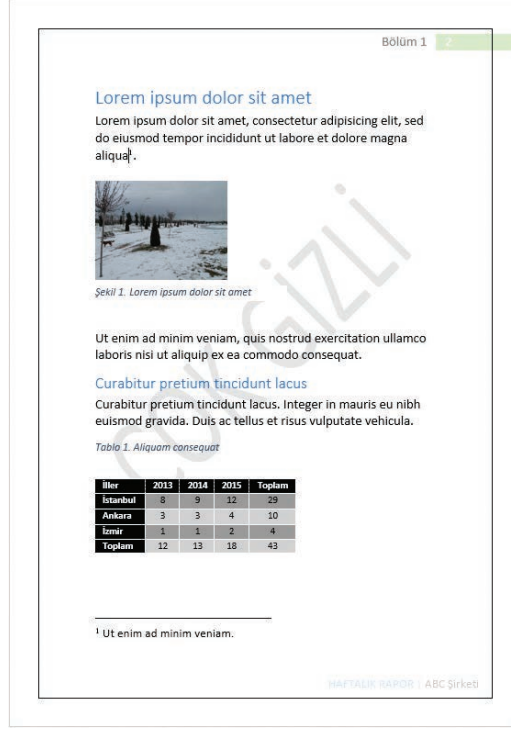 Bölüm 1 2
Lorem ipsum dolor sit amet
Lorem ipsum dolor sit amet, consectetur adipisicing elit, sed
do eiusmod tempor incididunt ut labore et dolore magna
aliqua¹.
ÇOK GİZLİ
Şekil 1. Lorem ipsum dolor sit amet
Ut enim ad minim veniam, quis nostrud exercitation ullamco
laboris nisi ut aliquip ex ea commodo consequat.
Curabitur pretium tincidunt lacus
Curabitur pretium tincidunt lacus. Integer in mauris eu nibh
euismod gravida. Duis ac tellus et risus vulputate vehicula.
Tablo 1. Aliquam consequat
İller 2013 2014 2015 Toplam
İstanbul 8 9 12 29
Ankara 3 3 4 10
İzmir 1 1 2 4
Toplam 12 13 18 43
¹ Ut enim ad minim veniam.
HAFTALIK RAPOR | ABC Şirketi